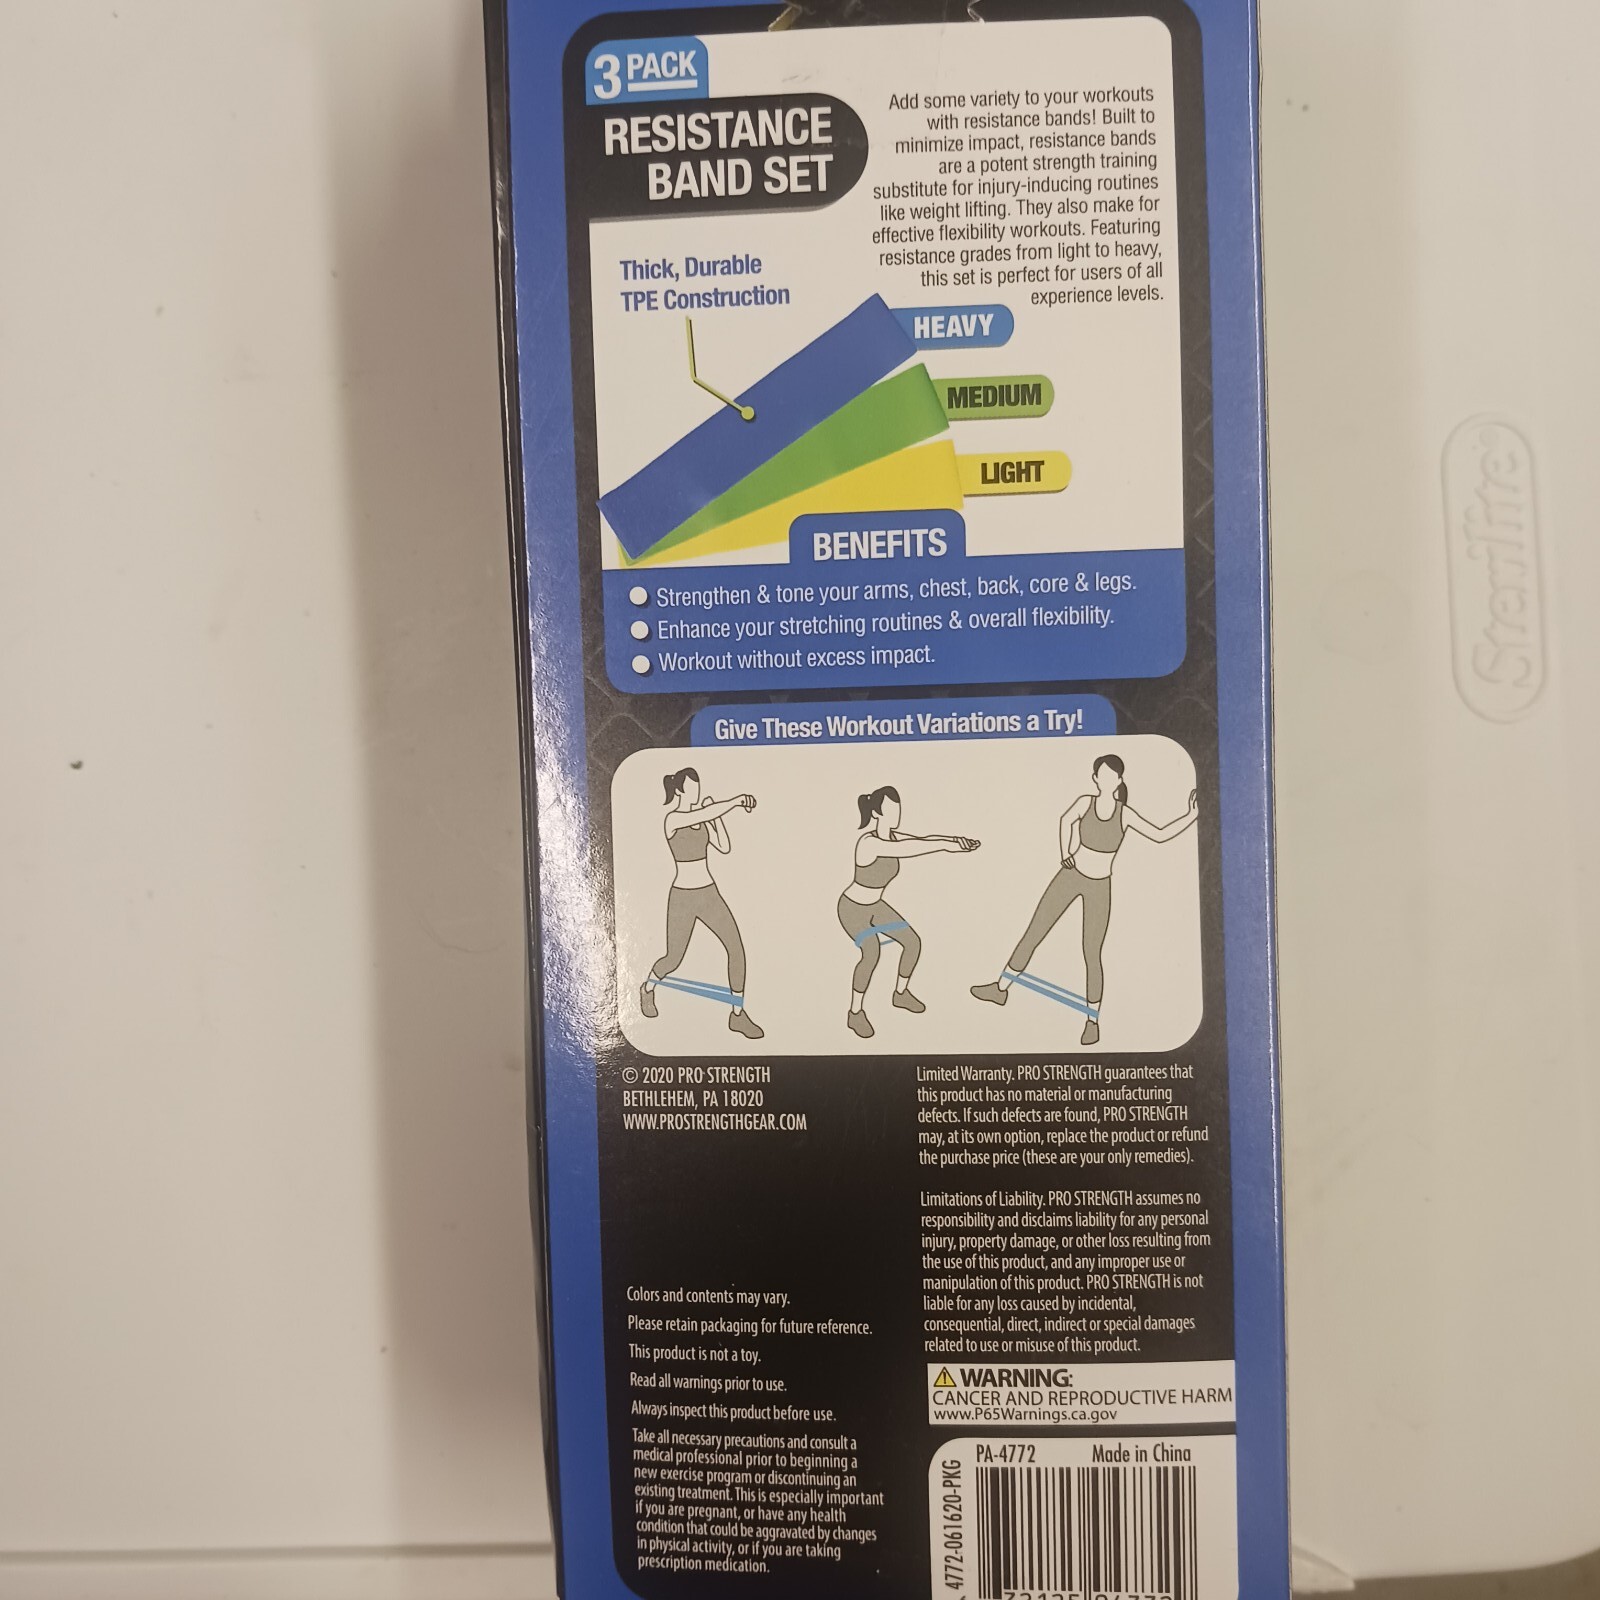 3 PACK
RESISTANCE
BAND SET
Add some variety to your workouts
with resistance bands! Built to
minimize impact, resistance bands
are a potent strength training
substitute for injury-inducing routines
like weight lifting. They also make for
effective flexibility workouts. Featuring
resistance grades from light to heavy,
this set is perfect for users of all
experience levels.
Thick, Durable
TPE Construction
HEAVY
MEDIUM
LIGHT
BENEFITS
Strengthen & tone your arms, chest, back, core & legs.
Enhance your stretching routines & overall flexibility.
Workout without excess impact.
Give These Workout Variations a Try!
© 2020 PRO STRENGTH
BETHLEHEM, PA 18020
WWW.PROSTRENGTHGEAR.COM
Colors and contents may vary.
Please retain packaging for future reference.
This product is not a toy.
Read all warnings prior to use.
Always inspect this product before use.
Take all necessary precautions and consult a
medical professional prior to beginning a
new exercise program or discontinuing an
existing treatment. This is especially important
if you are pregnant, or have any health
condition that could be aggravated by changes
in physical activity, or if you are taking
prescription medication.
Limited Warranty. PRO STRENGTH guarantees that
this product has no material or manufacturing
defects. If such defects are found, PRO STRENGTH
may, at its own option, replace the product or refund
the purchase price (these are your only remedies).
Limitations of Liability. PRO STRENGTH assumes no
responsibility and disclaims liability for any personal
injury, property damage, or other loss resulting from
the use of this product, and any improper use or
manipulation of this product. PRO STRENGTH is not
liable for any loss caused by incidental,
consequential, direct, indirect or special damages
related to use or misuse of this product.
WARNING:
CANCER AND REPRODUCTIVE HARM
www.P65Warnings.ca.gov
PA-4772 Made in China
4772-061620-PKG
Sterilite